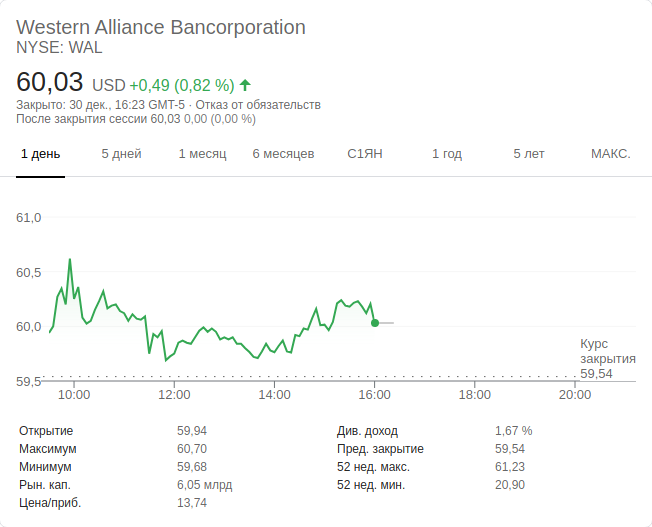 Western Alliance Bancorporation
NYSE: WAL
60,03 USD +0,49 (0,82 %)
Закрыто: 30 дек., 16:23 GMT-5 · Отказ от обязательств
После закрытия сессии 60,03 0,00 (0,00 %)
1 день 5 дней 1 месяц 6 месяцев С1ЯН 1 год 5 лет МАКС.
61,0
60,5
60,0
Курс
закрытия
59,54
59,5
10:00 12:00 14:00 16:00 18:00 20:00
Открытие 59,94 Див. доход 1,67 %
Максимум 60,70 Пред. закрытие 59,54
Минимум 59,68 52 нед. макс. 61,23
Рын. кап. 6,05 млрд 52 нед. мин. 20,90
Цена/приб. 13,74